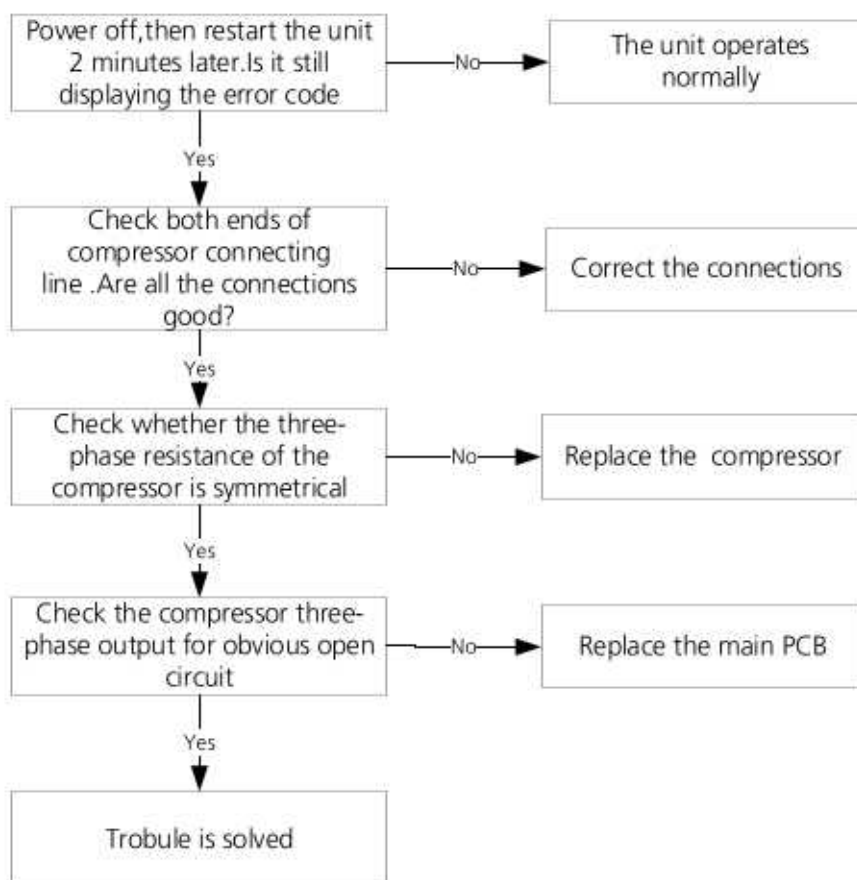 Power off,then restart the unit
2 minutes later.Is it still
displaying the error code
No
The unit operates
normally
Yes
Check both ends of
compressor connecting
line .Are all the connections
good?
No
Correct the connections
Yes
Check whether the three-
phase resistance of the
compressor is symmetrical
No
Replace the compressor
Yes
Check the compressor three-
phase output for obvious open
circuit
No
Replace the main PCB
Yes
Trobule is solved